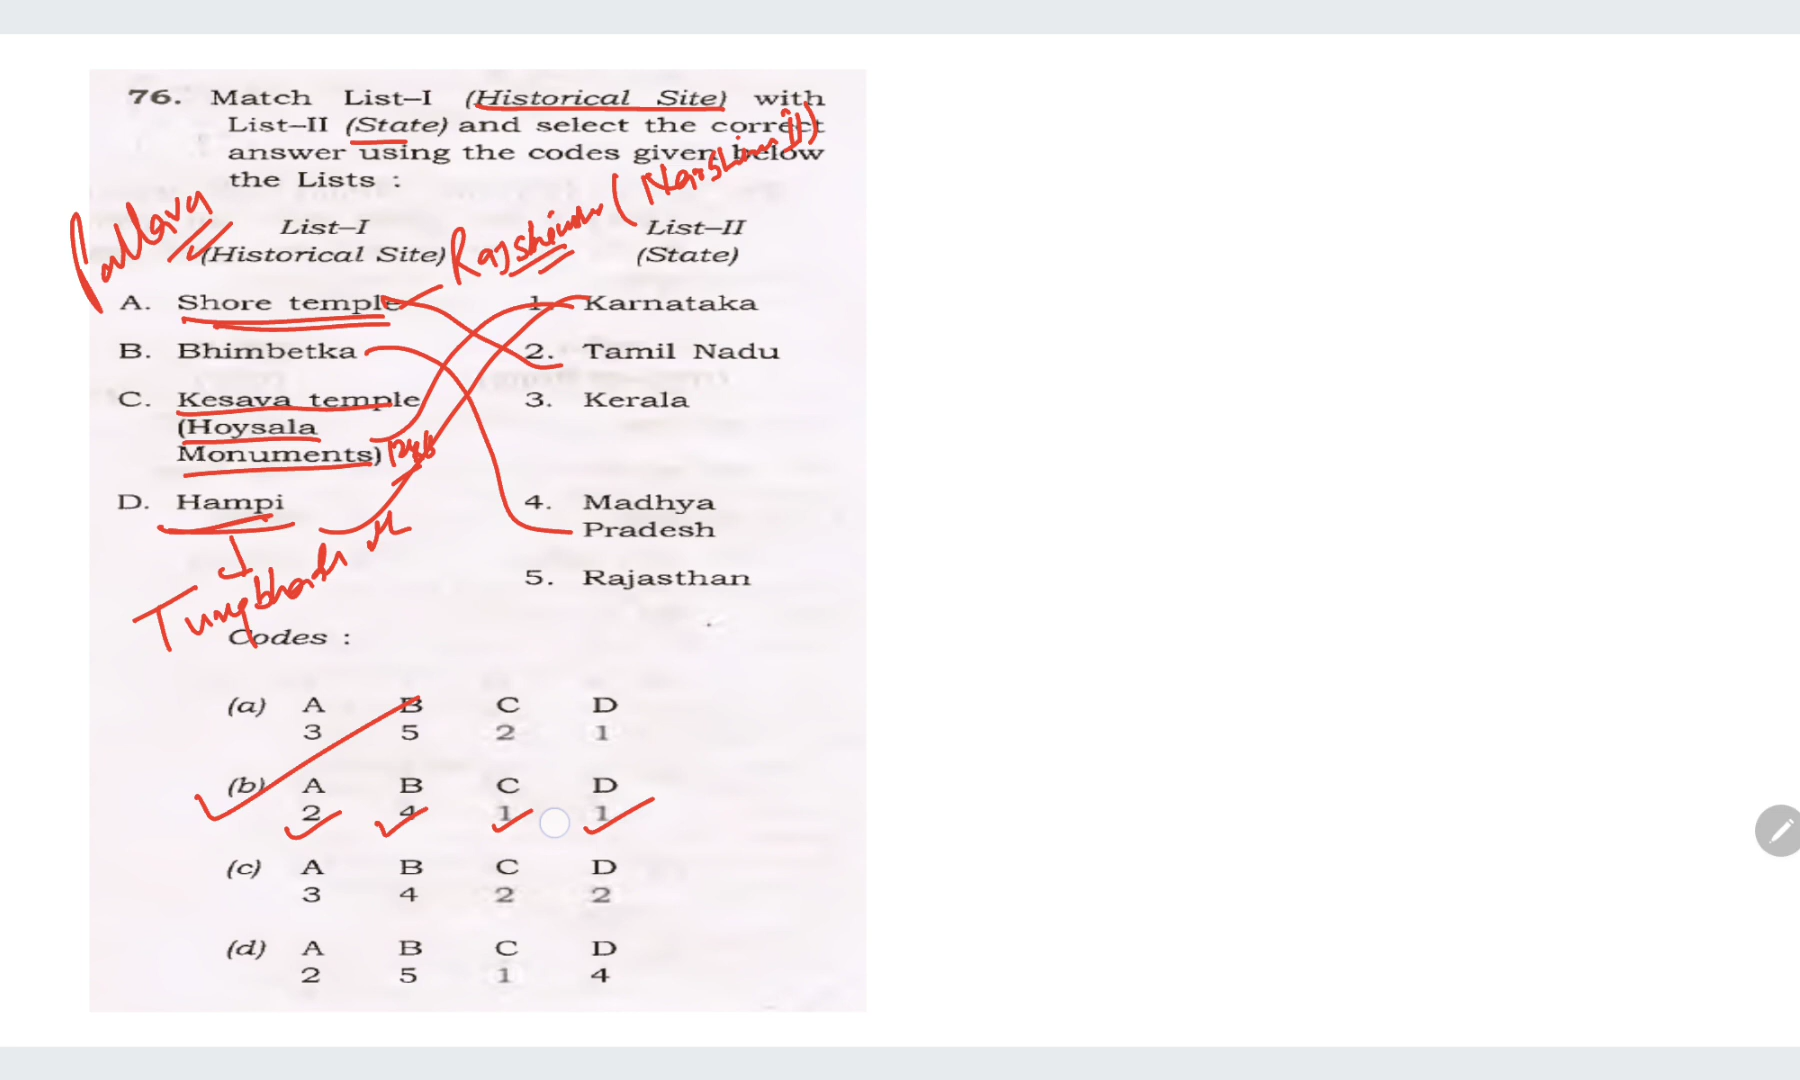 76. Match List–I (Historical Site) with
List–II (State) and select the correct
answer using the codes given below
the Lists :
Pallava
Rajshimha (Narshima II)
List–I List–II
(Historical Site) (State)
A. Shore temple 1. Karnataka
B. Bhimbetka 2. Tamil Nadu
C. Kesava temple 3. Kerala
(Hoysala
Monuments)
D. Hampi 4. Madhya
Pradesh
5. Rajasthan
Codes :
(a) A B C D
3 5 2 1
(b) A B C D
2 4 1 1
(c) A B C D
3 4 2 2
(d) A B C D
2 5 1 4